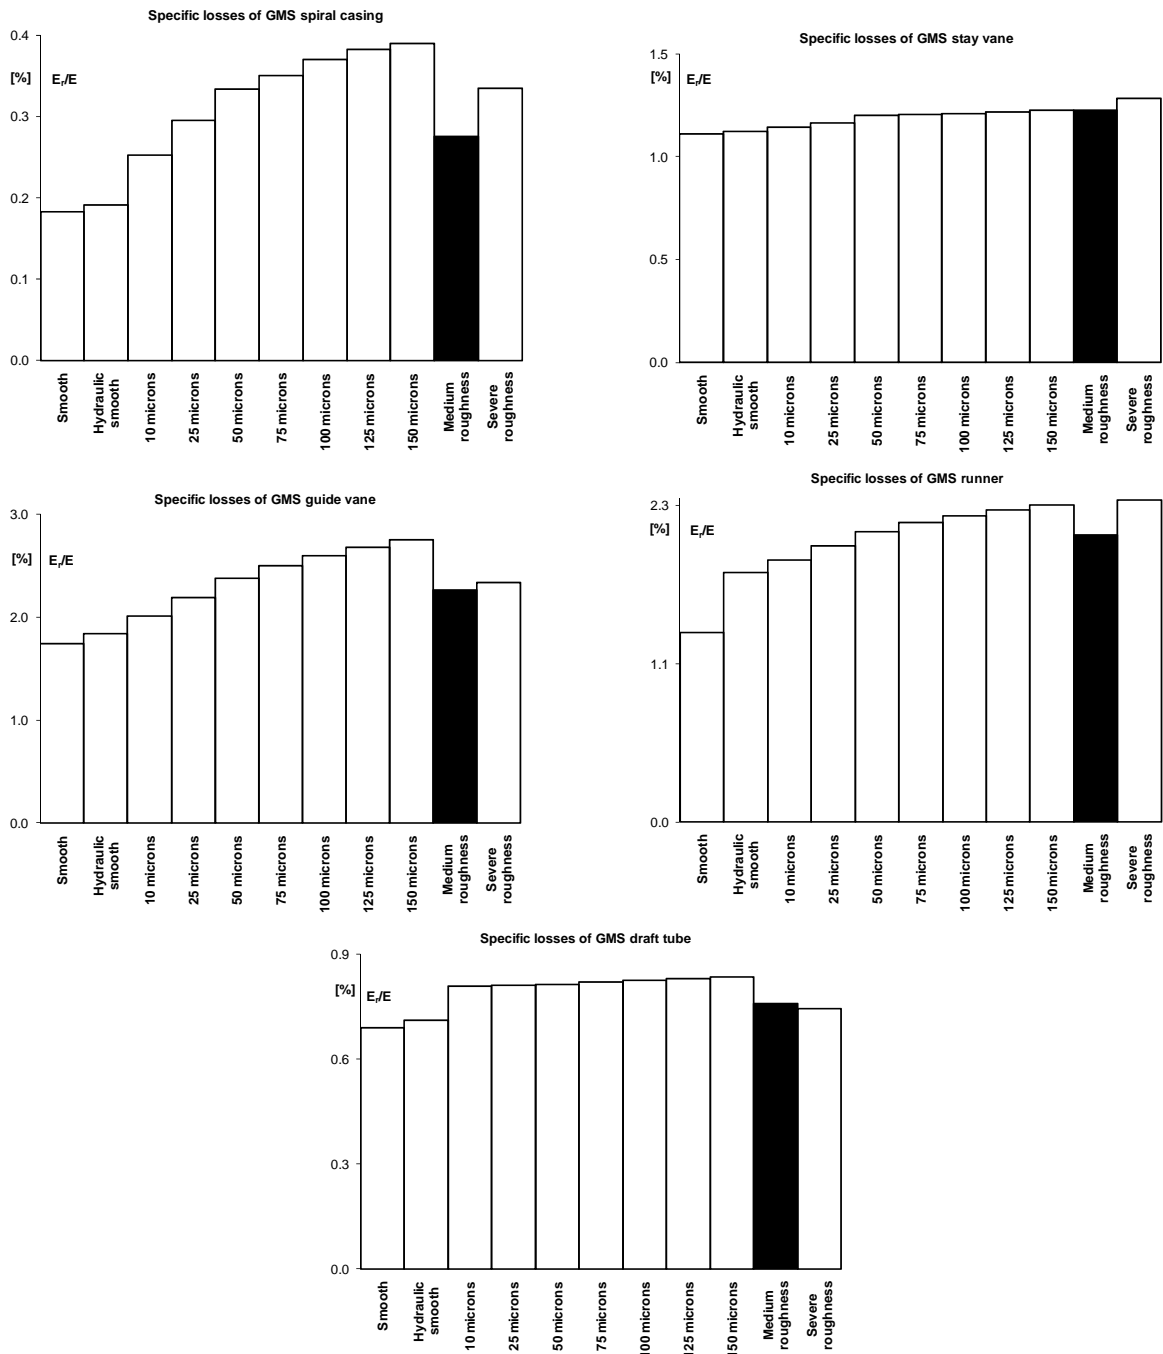 Specific losses of GMS spiral casing
0.4
[%]
Er/E
0.3
0.2
0.1
0.0
Smooth
Hydraulic
smooth
10 microns
25 microns
50 microns
75 microns
100 microns
125 microns
150 microns
Medium
roughness
Severe
roughness
Specific losses of GMS stay vane
1.5
[%]
Er/E
1.0
0.5
0.0
Smooth
Hydraulic
smooth
10 microns
25 microns
50 microns
75 microns
100 microns
125 microns
150 microns
Medium
roughness
Severe
roughness
Specific losses of GMS guide vane
3.0
[%]
Er/E
2.0
1.0
0.0
Smooth
Hydraulic
smooth
10 microns
25 microns
50 microns
75 microns
100 microns
125 microns
150 microns
Medium
roughness
Severe
roughness
Specific losses of GMS runner
2.3
[%]
Er/E
1.1
0.0
Smooth
Hydraulic
smooth
10 microns
25 microns
50 microns
75 microns
100 microns
125 microns
150 microns
Medium
roughness
Severe
roughness
Specific losses of GMS draft tube
0.9
[%]
Er/E
0.6
0.3
0.0
Smooth
Hydraulic
smooth
10 microns
25 microns
50 microns
75 microns
100 microns
125 microns
150 microns
Medium
roughness
Severe
roughness